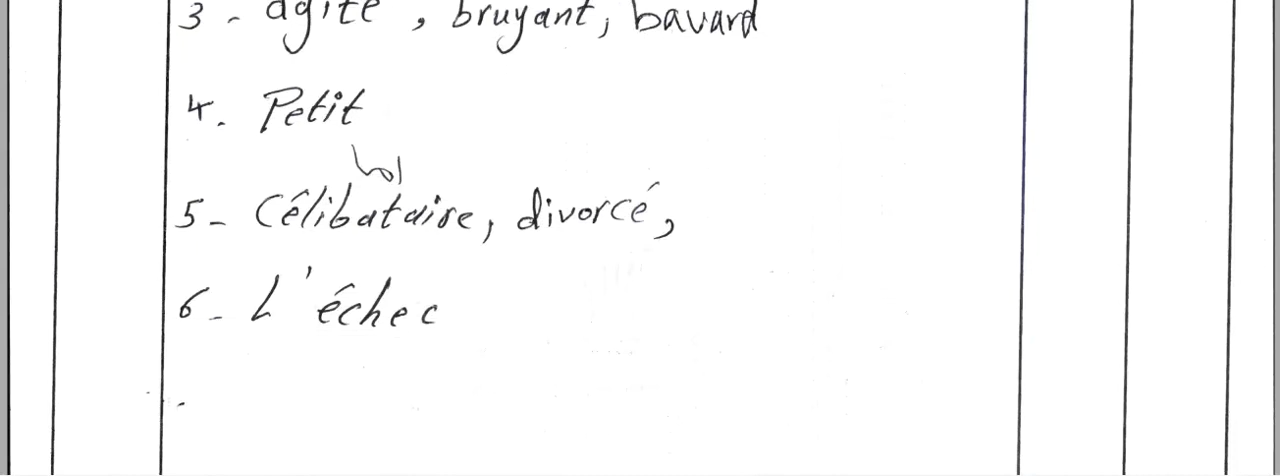 3 - agité, bruyant, bavard
4. Petit
5 - Célibataire, divorcé,
6 - L'échec